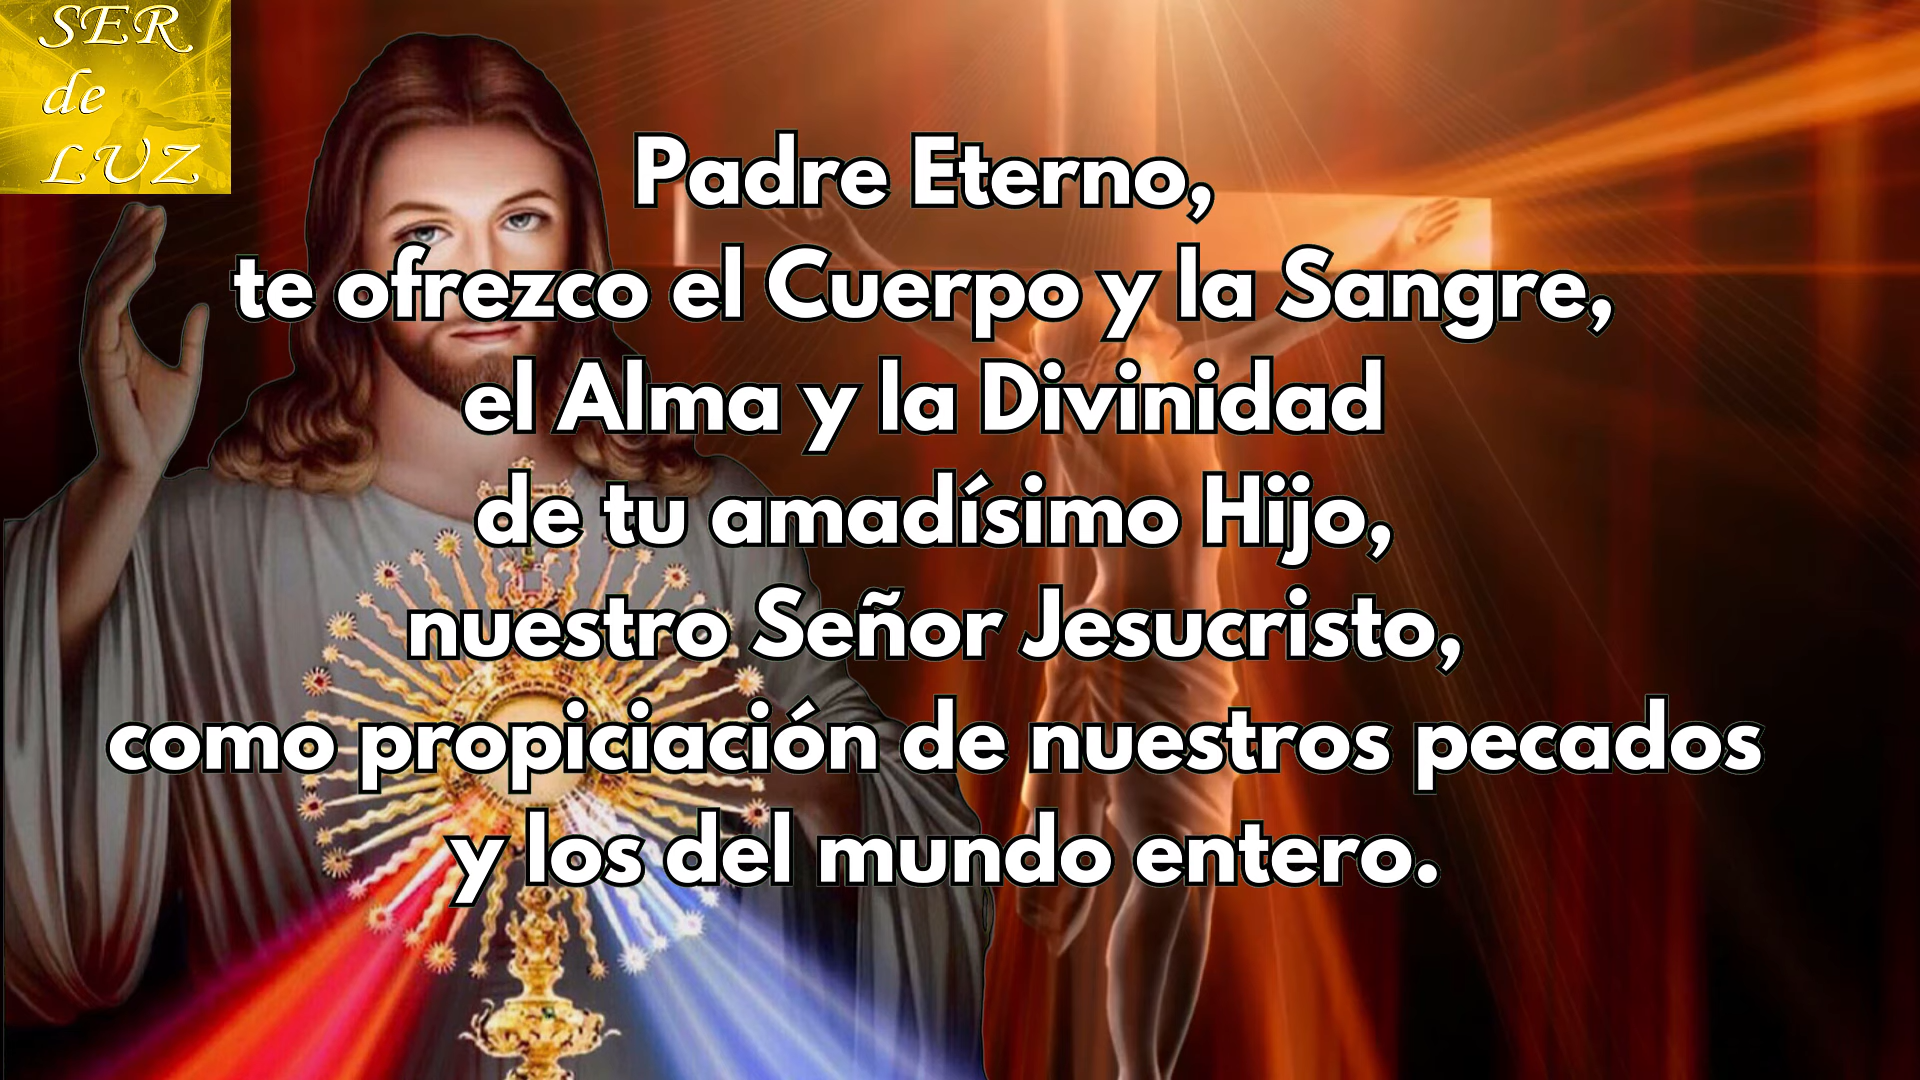 SER
de
LUZ
Padre Eterno,
te ofrezco el Cuerpo y la Sangre,
el Alma y la Divinidad
de tu amadísimo Hijo,
nuestro Señor Jesucristo,
como propiciación de nuestros pecados
y los del mundo entero.